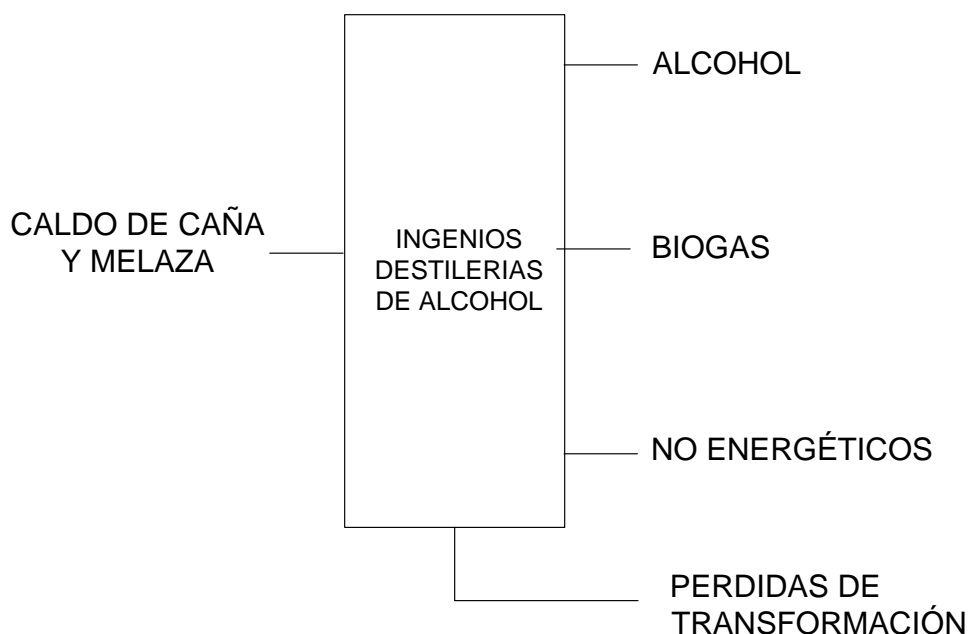 CALDO DE CAÑA
Y MELAZA
INGENIOS
DESTILERIAS
DE ALCOHOL
ALCOHOL
BIOGAS
NO ENERGÉTICOS
PERDIDAS DE
TRANSFORMACIÓN